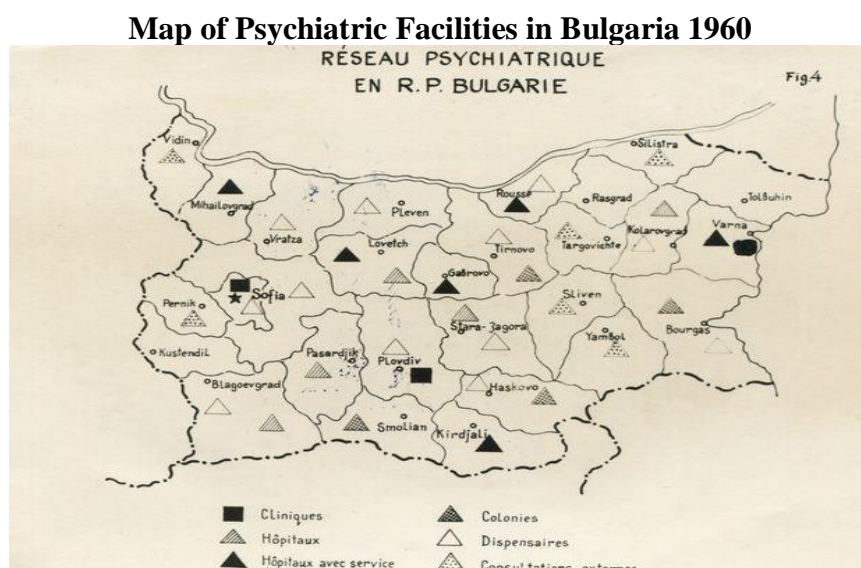 Map of Psychiatric Facilities in Bulgaria 1960
RÉSEAU PSYCHIATRIQUE
EN R.P. BULGARIE
Fig.4
Vidin
Silistra
Mihailovgrad
Pleven
Rousse
Rasgrad
Tolbuhin
Vratza
Lovetch
Tirnovo
Targovichte
Kolarovgrad
Varna
Gabrovo
Sofia
Pernik
Sliven
Stara-Zagora
Yambol
Bourgas
Kustendil
Pasardjik
Plovdiv
Blagoevgrad
Haskovo
Smolian
Kirdjali
Cliniques
Colonies
Hôpitaux
Dispensaires
Hôpitaux avec service
Consultations externes